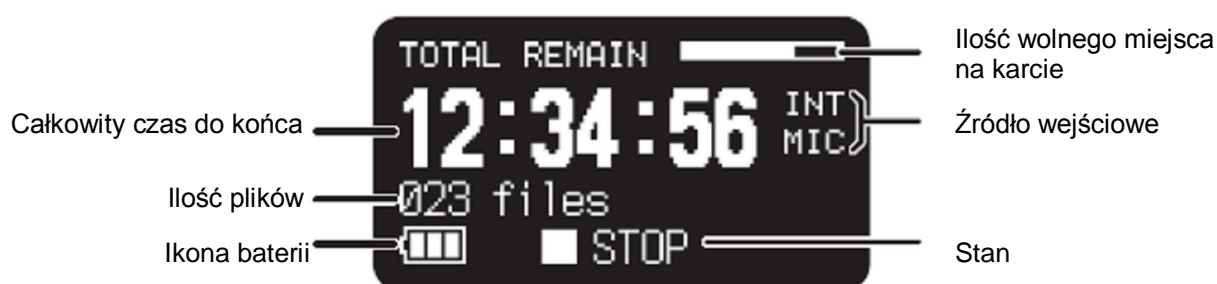 TOTAL REMAIN
Ilość wolnego miejsca
na karcie
Całkowity czas do końca
12:34:56
INT
MIC
Źródło wejściowe
Ilość plików
023 files
Ikona baterii
STOP
Stan